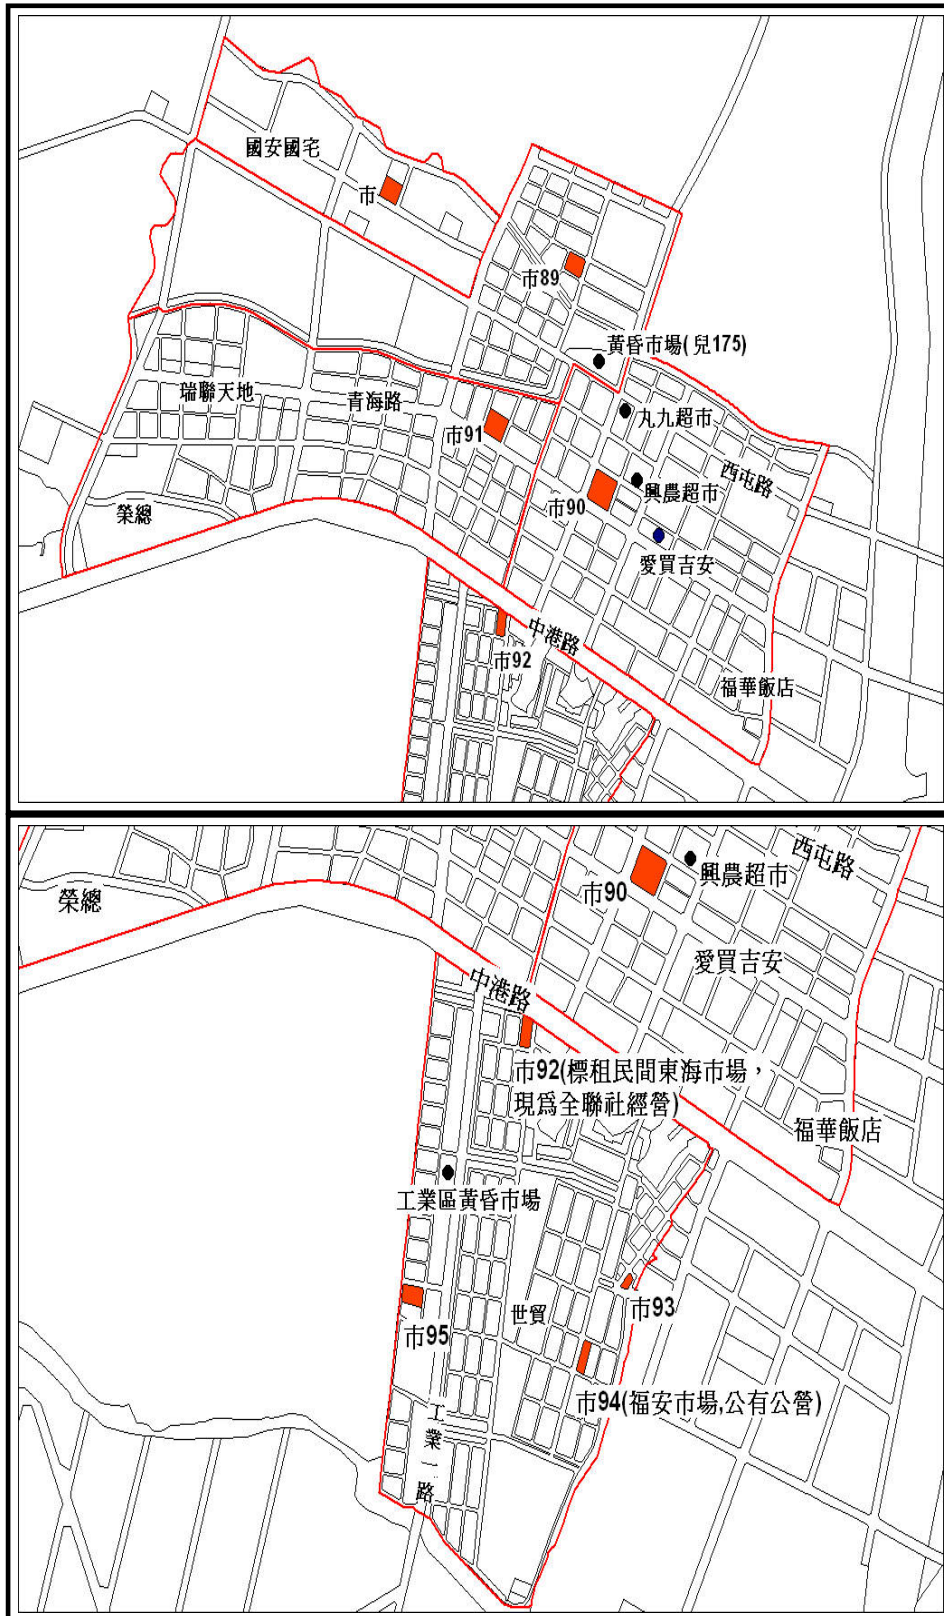 國安國宅
市
市89
黃昏市場( 兒175)
瑞聯天地
青海路
丸九超市
市91
西屯路
興農超市
市90
榮總
愛買吉安
中港路
市92
福華飯店
西屯路
興農超市
市90
榮總
愛買吉安
中港路
市92(標租民間東海市場，
現爲全聯社經營)
福華飯店
工業區黃昏市場
世貿
市93
市95
市94(福安市場,公有公營)
工業一路